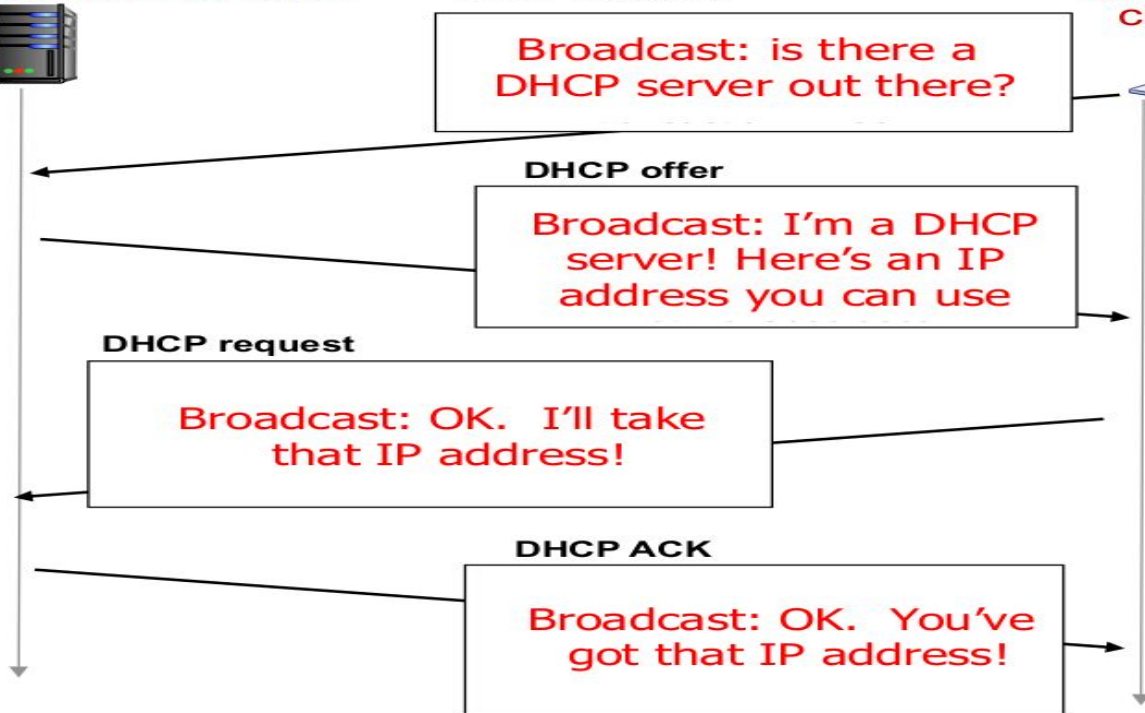 Broadcast: is there a
DHCP server out there?
DHCP offer
Broadcast: I’m a DHCP
server! Here’s an IP
address you can use
DHCP request
Broadcast: OK.  I’ll take
that IP address!
DHCP ACK
Broadcast: OK.  You’ve
got that IP address!